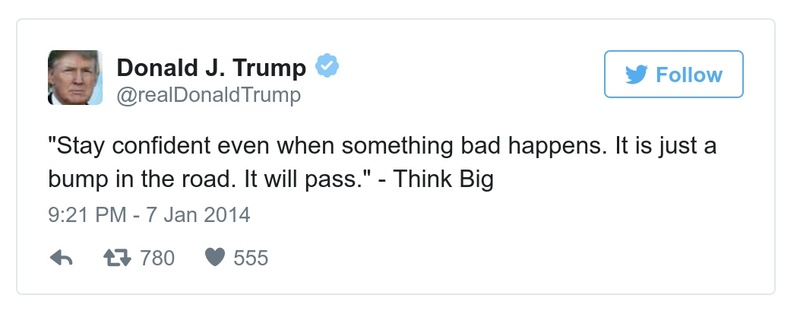 Donald J. Trump
@realDonaldTrump
Follow
"Stay confident even when something bad happens. It is just a
bump in the road. It will pass." - Think Big
9:21 PM - 7 Jan 2014
780 555